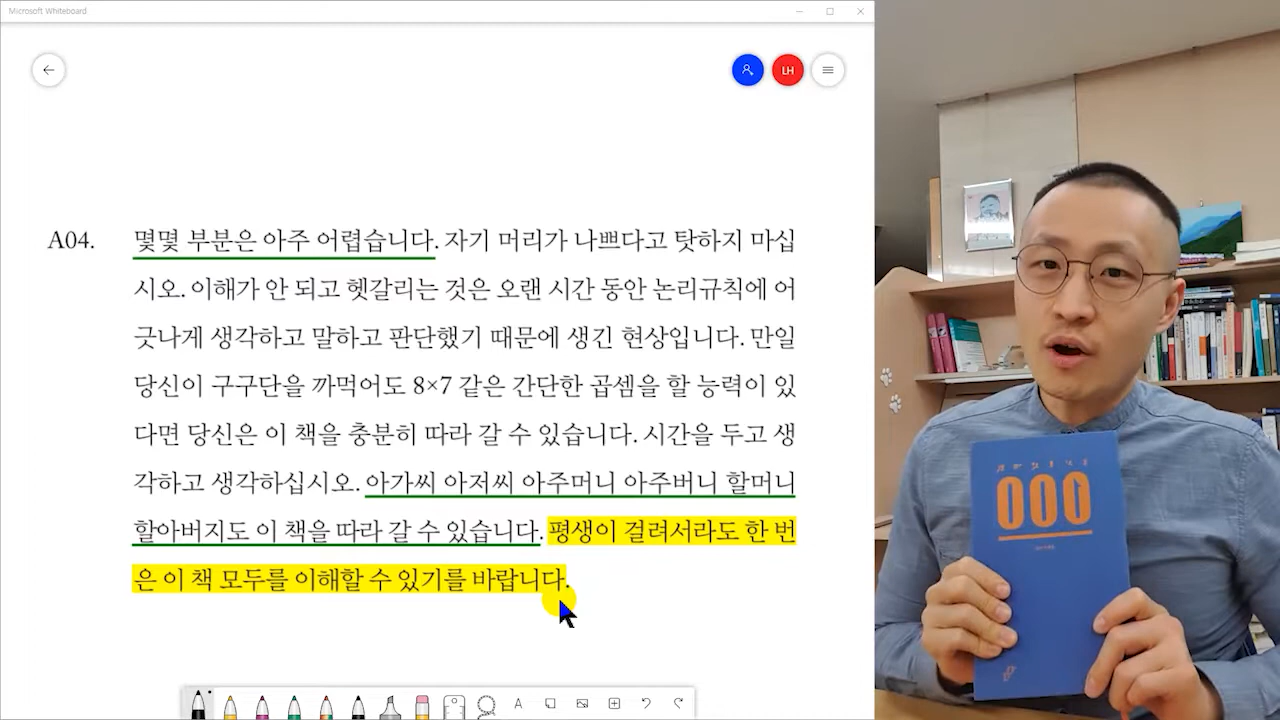 Microsoft Whiteboard
LH
A04.
몇몇 부분은 아주 어렵습니다. 자기 머리가 나쁘다고 탓하지 마십
시오. 이해가 안 되고 헷갈리는 것은 오랜 시간 동안 논리규칙에 어
긋나게 생각하고 말하고 판단했기 때문에 생긴 현상입니다. 만일
당신이 구구단을 까먹어도 8×7 같은 간단한 곱셈을 할 능력이 있
다면 당신은 이 책을 충분히 따라 갈 수 있습니다. 시간을 두고 생
각하고 생각하십시오. 아가씨 아저씨 아주머니 아주버니 할머니
할아버지도 이 책을 따라 갈 수 있습니다. 평생이 걸려서라도 한 번
은 이 책 모두를 이해할 수 있기를 바랍니다.
A
000